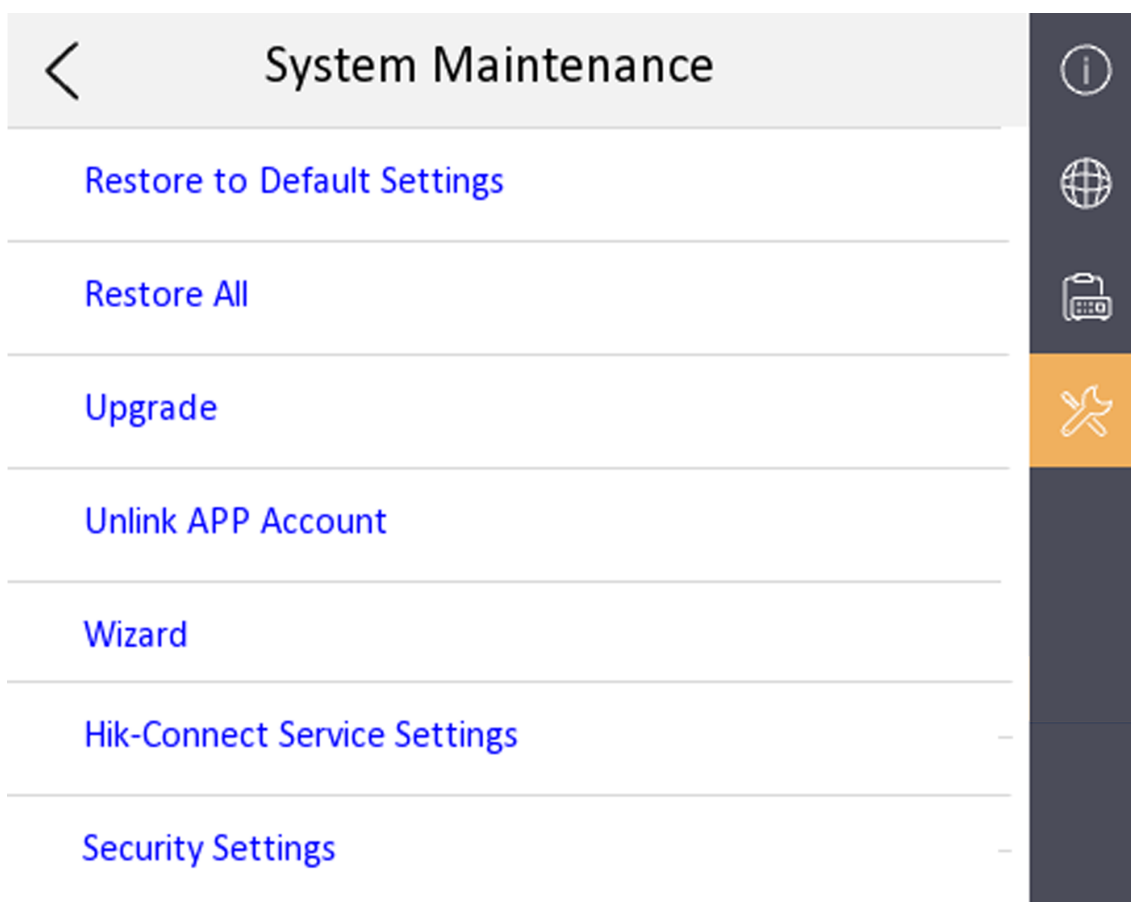 System Maintenance
Restore to Default Settings
Restore All
Upgrade
Unlink APP Account
Wizard
Hik-Connect Service Settings
Security Settings